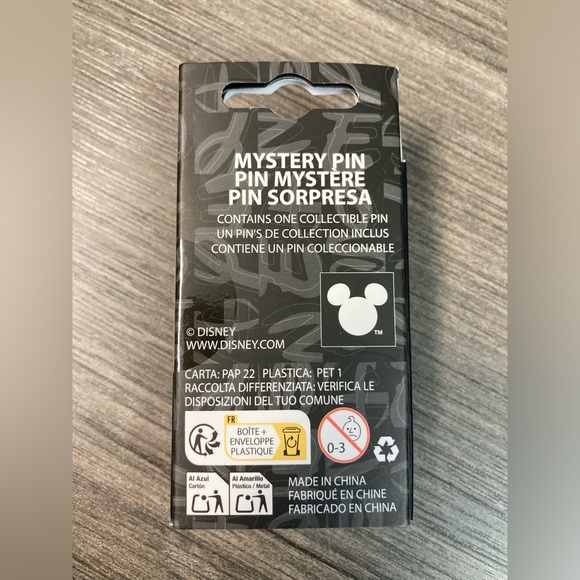 MYSTERY PIN
PIN MYSTÈRE
PIN SORPRESA
CONTAINS ONE COLLECTIBLE PIN
UN PIN'S DE COLLECTION INCLUS
CONTIENE UN PIN COLECCIONABLE
TM
© DISNEY
WWW.DISNEY.COM
CARTA: PAP 22 PLASTICA: PET 1
RACCOLTA DIFFERENZIATA: VERIFICA LE
DISPOSIZIONI DEL TUO COMUNE
FR
BOÎTE +
ENVELOPPE
PLASTIQUE
0-3
Al Azul
Cartón
Al Amarillo
Plástico / Metal
MADE IN CHINA
FABRIQUÉ EN CHINE
FABRICADO EN CHINA